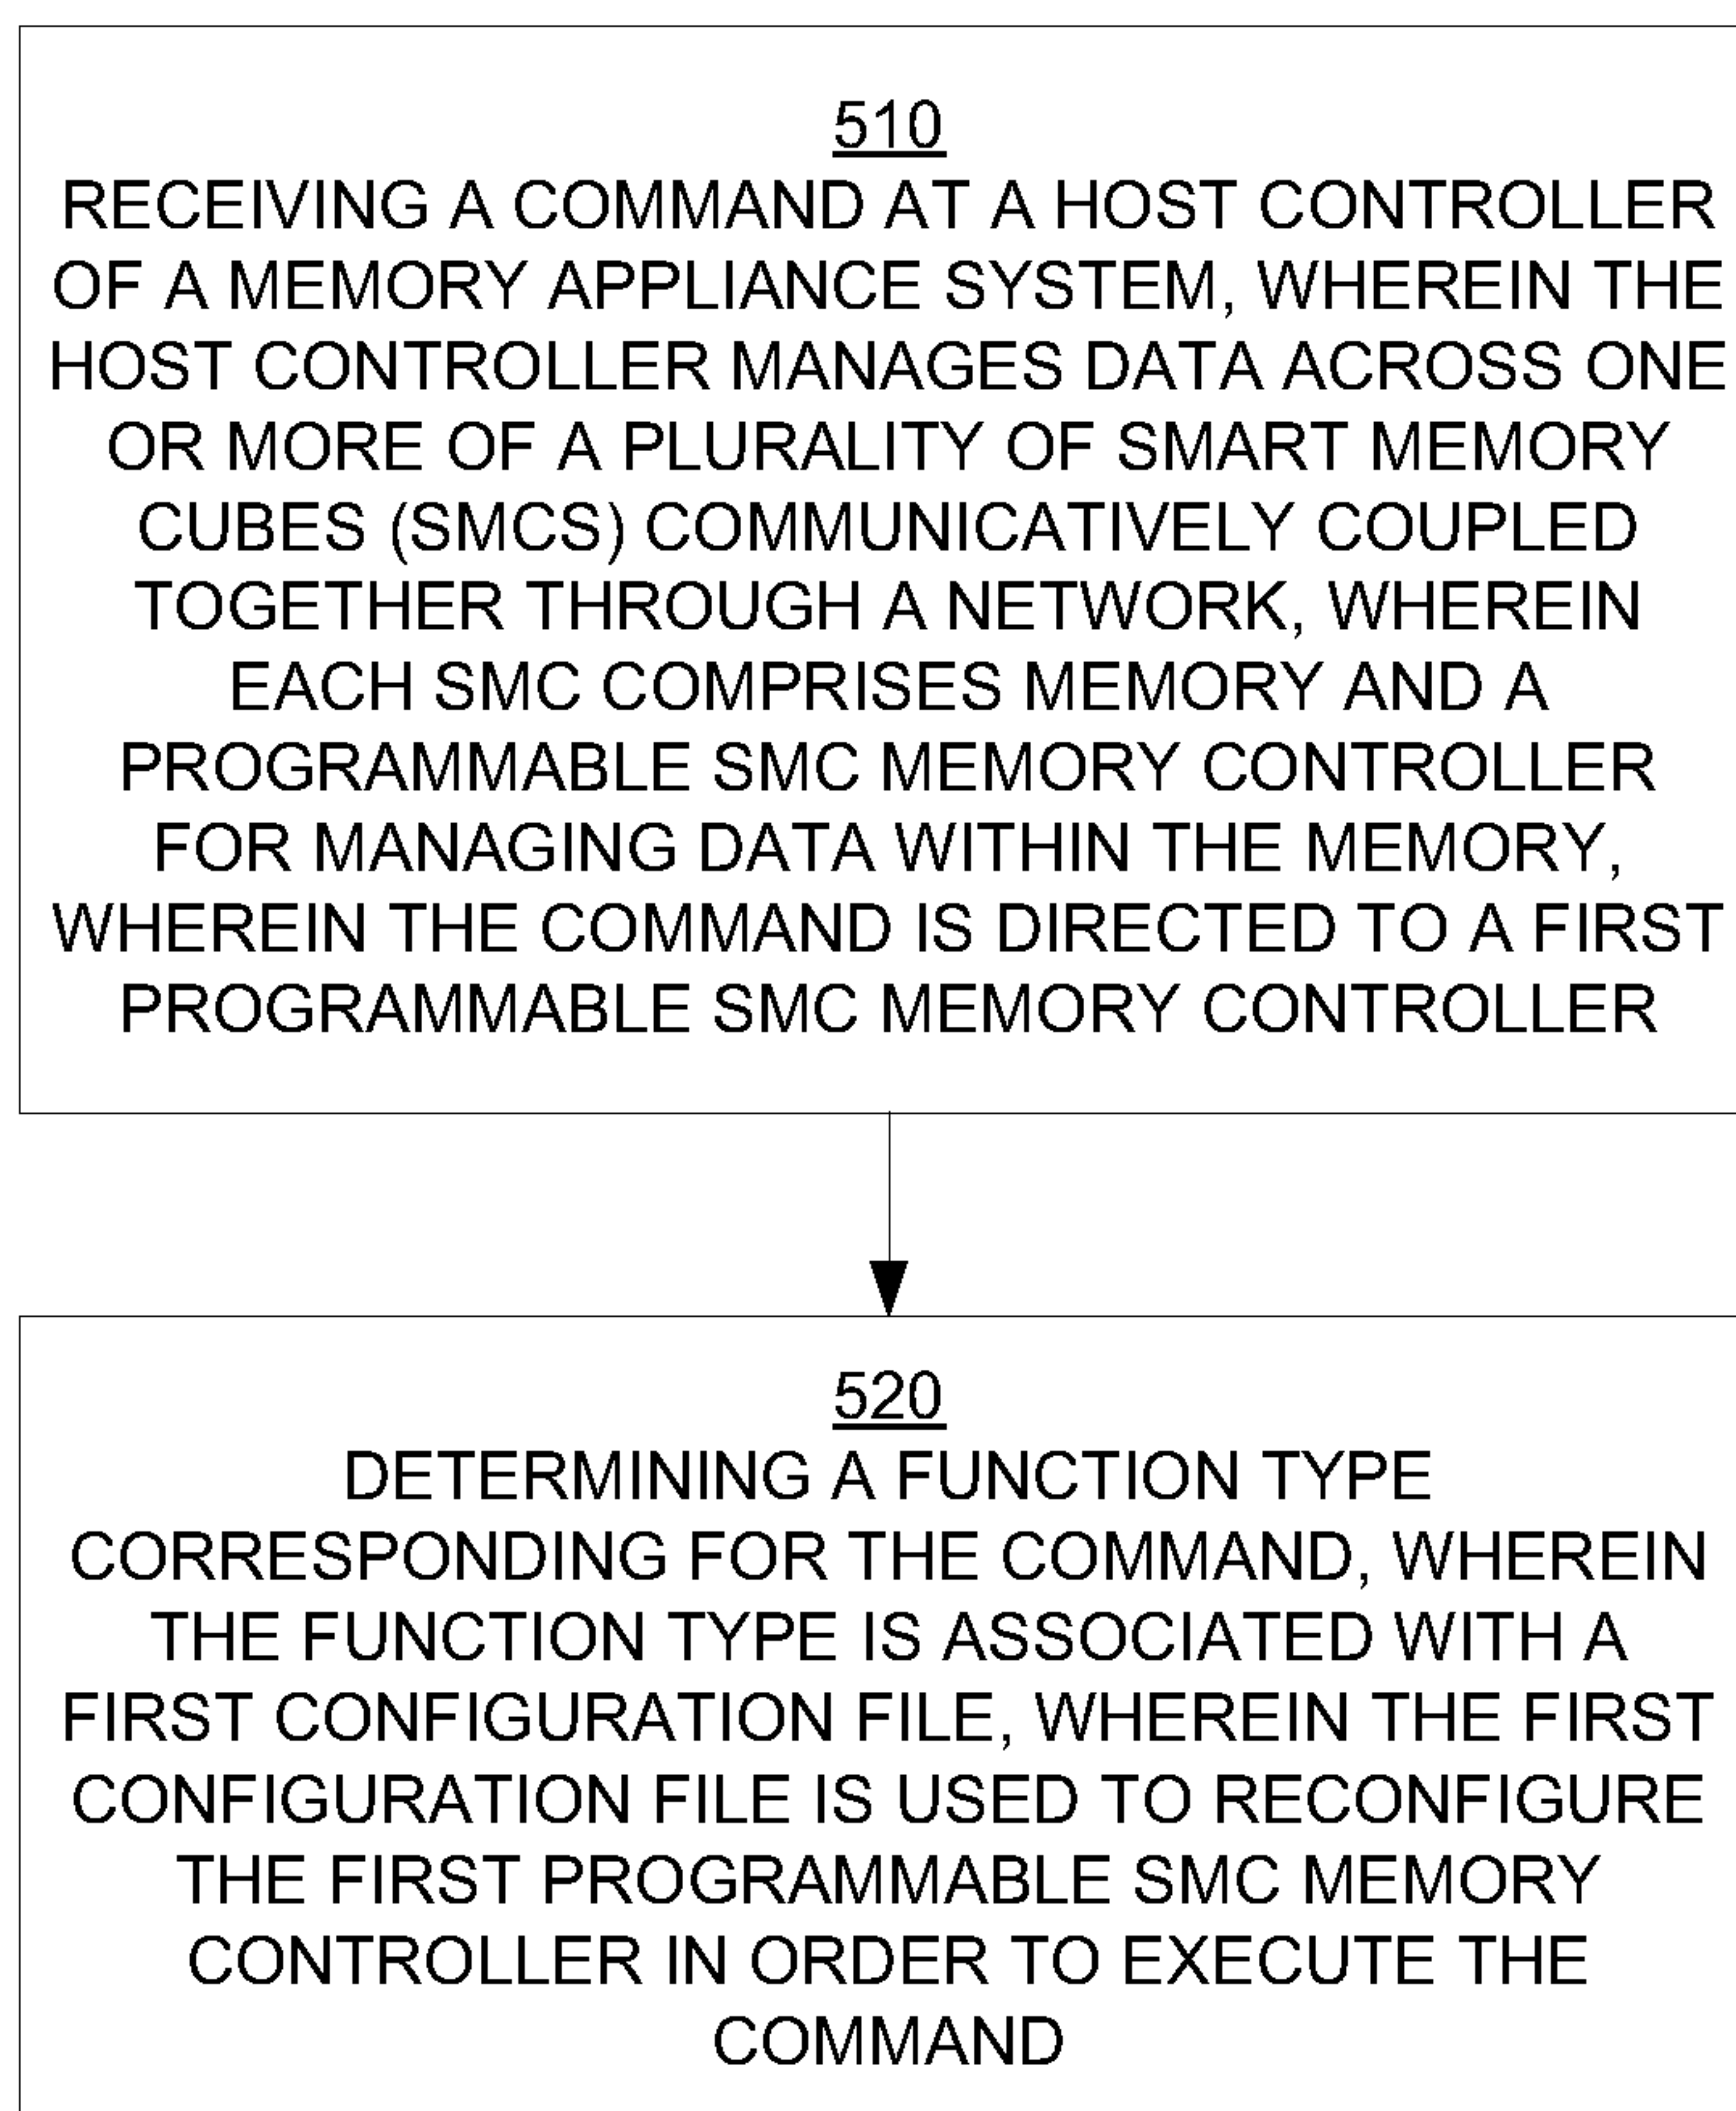 510
RECEIVING A COMMAND AT A HOST CONTROLLER
OF A MEMORY APPLIANCE SYSTEM, WHEREIN THE
HOST CONTROLLER MANAGES DATA ACROSS ONE
OR MORE OF A PLURALITY OF SMART MEMORY
CUBES (SMCS) COMMUNICATIVELY COUPLED
TOGETHER THROUGH A NETWORK, WHEREIN
EACH SMC COMPRISES MEMORY AND A
PROGRAMMABLE SMC MEMORY CONTROLLER
FOR MANAGING DATA WITHIN THE MEMORY,
WHEREIN THE COMMAND IS DIRECTED TO A FIRST
PROGRAMMABLE SMC MEMORY CONTROLLER
520
DETERMINING A FUNCTION TYPE
CORRESPONDING FOR THE COMMAND, WHEREIN
THE FUNCTION TYPE IS ASSOCIATED WITH A
FIRST CONFIGURATION FILE, WHEREIN THE FIRST
CONFIGURATION FILE IS USED TO RECONFIGURE
THE FIRST PROGRAMMABLE SMC MEMORY
CONTROLLER IN ORDER TO EXECUTE THE
COMMAND